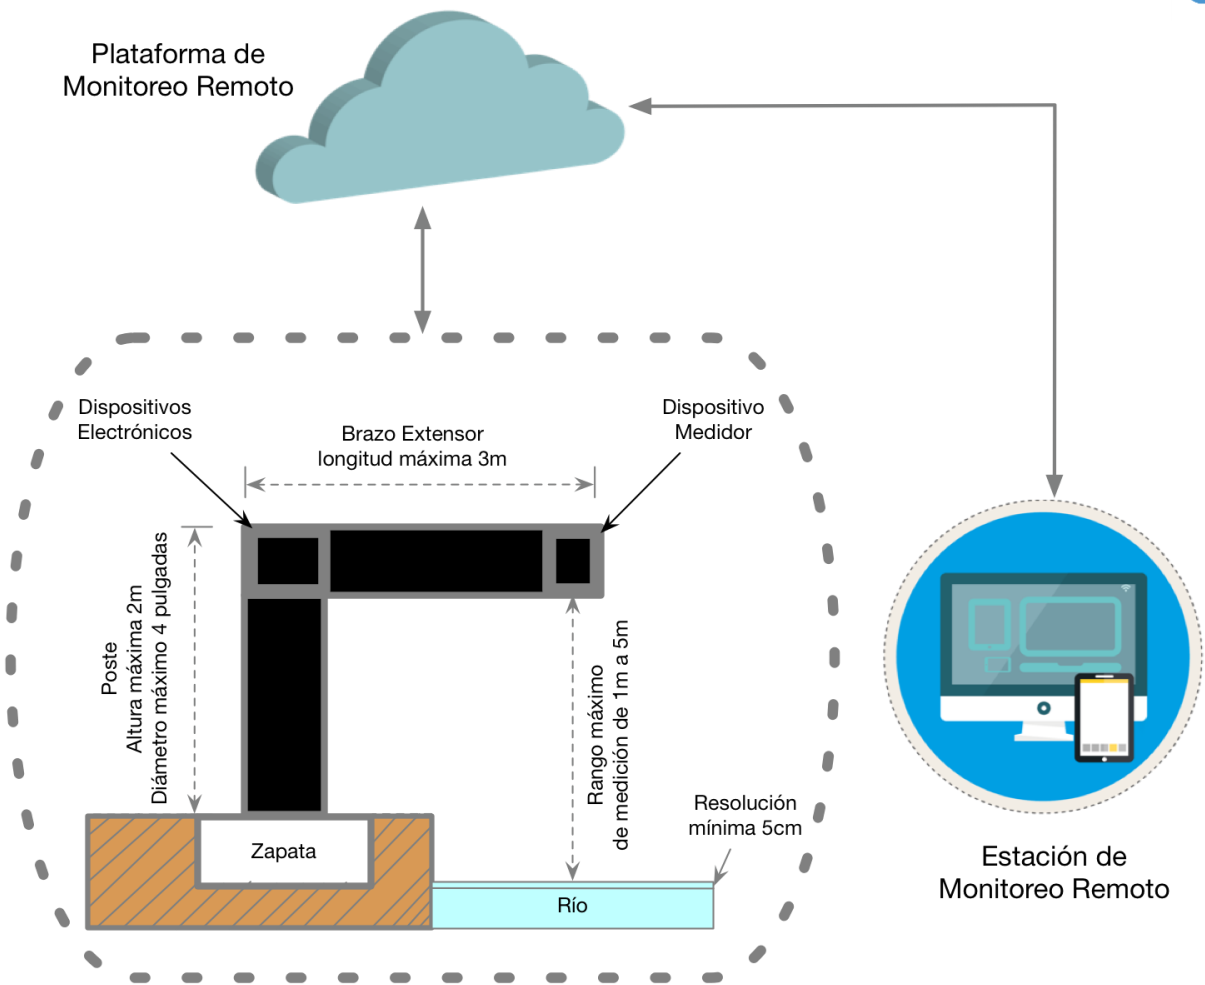 Plataforma de
Monitoreo Remoto
Dispositivos
Electrónicos
Brazo Extensor
longitud máxima 3m
Dispositivo
Medidor
Poste
Altura máxima 2m
Diámetro máximo 4 pulgadas
Rango máximo
de medición de 1m a 5m
Resolución
mínima 5cm
Zapata
Río
Estación de
Monitoreo Remoto